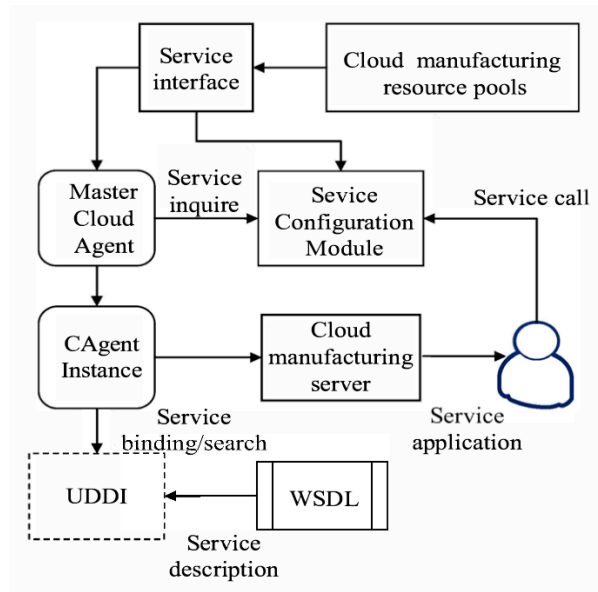 Service
interface
Cloud manufacturing
resource pools
Master
Cloud
Agent
Service
inquire
Sevice
Configuration
Module
Service call
CAgent
Instance
Cloud
manufacturing
server
Service
binding/search
Service
application
UDDI
WSDL
Service
description